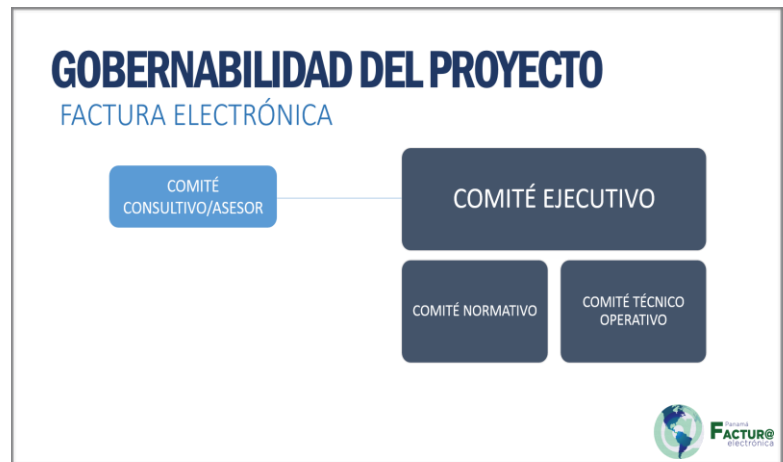 GOBERNABILIDAD DEL PROYECTO
FACTURA ELECTRÓNICA
COMITÉ
CONSULTIVO/ASESOR
COMITÉ EJECUTIVO
COMITÉ NORMATIVO
COMITÉ TÉCNICO
OPERATIVO
Panamá
FACTUR@
electrónica